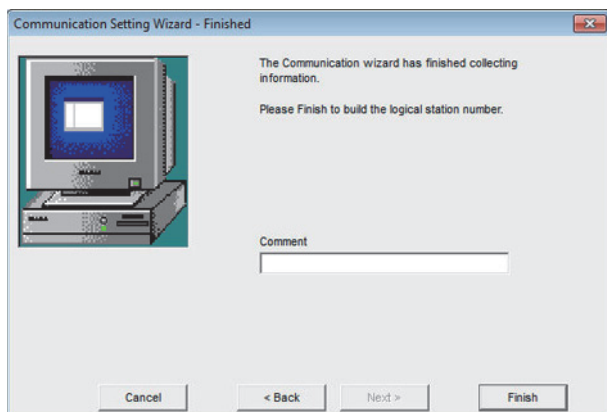 Communication Setting Wizard - Finished
The Communication wizard has finished collecting
information.
Please Finish to build the logical station number.
Comment
Cancel
< Back
Next >
Finish